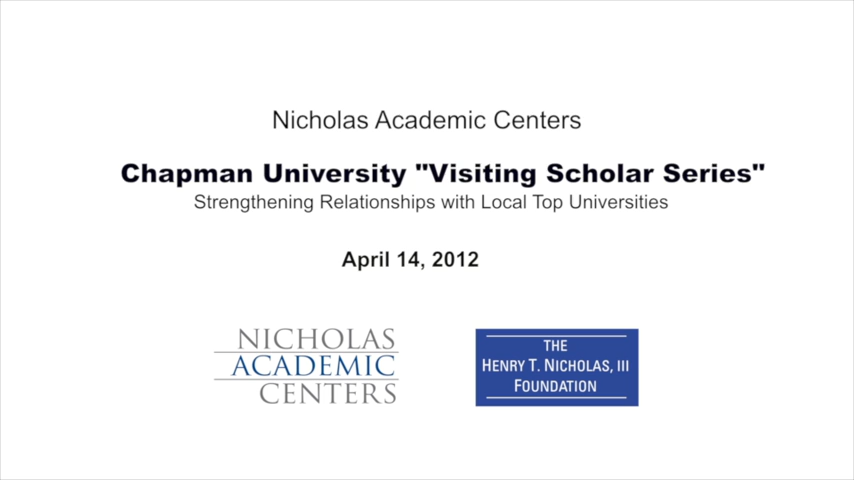 Nicholas Academic Centers
Chapman University "Visiting Scholar Series"
Strengthening Relationships with Local Top Universities
April 14, 2012
NICHOLAS
ACADEMIC
CENTERS
THE
HENRY T. NICHOLAS, III
FOUNDATION